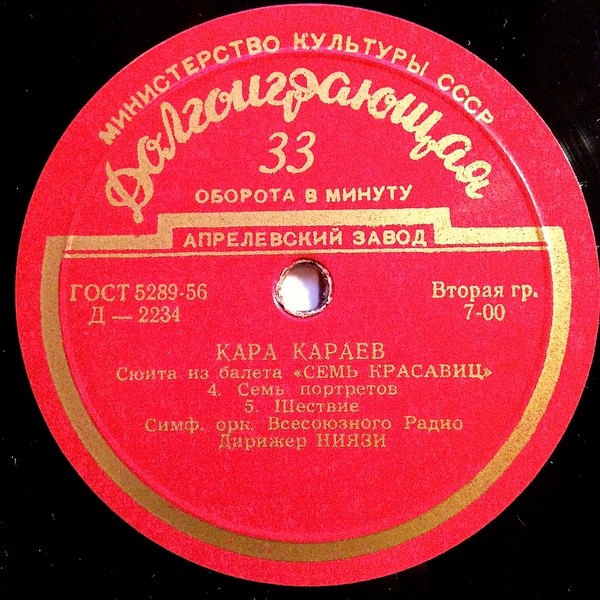 МИНИСТЕРСТВО КУЛЬТУРЫ СССР
Долгоиграющая
33
ОБОРОТА В МИНУТУ
АПРЕЛЕВСКИЙ ЗАВОД
ГОСТ 5289-56
Д — 2234
Вторая гр.
7-00
КАРА КАРАЕВ
Сюита из балета «СЕМЬ КРАСАВИЦ»
4. Семь портретов
5. Шествие
Симф. орк. Всесоюзного Радио
Дирижер НИЯЗИ